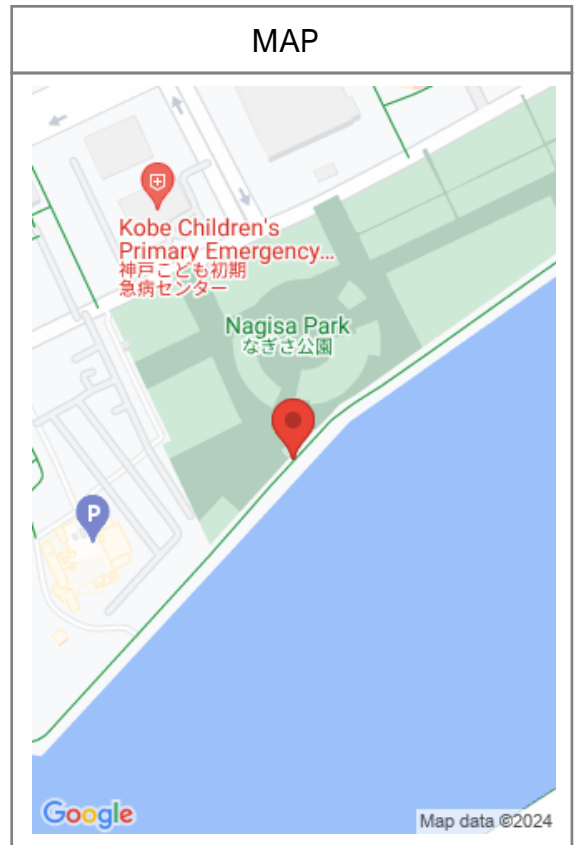 MAP
Kobe Children's
Primary Emergency...
神戸こども初期
急病センター
Nagisa Park
なぎさ公園
P
Google
Map data ©2024